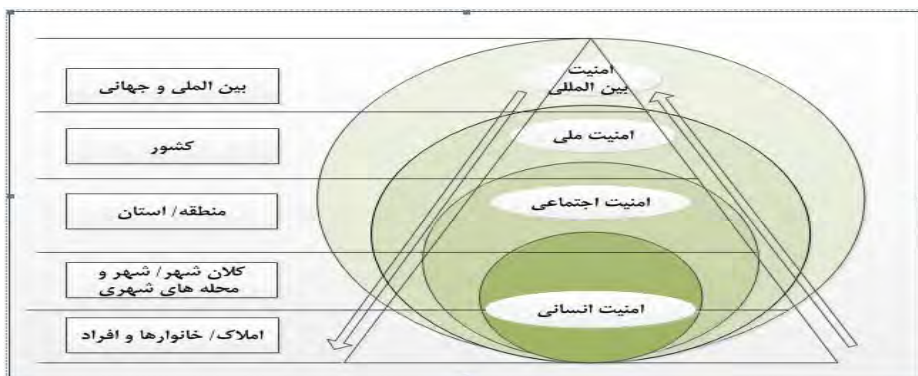 بین الملی و جهانی
کشور
منطقه/ استان
کلان شهر/ شهر و
محله های شهری
املاک/ خانوارها و افراد
امنیت
بین المللی
امنیت ملی
امنیت اجتماعی
امنیت انسانی